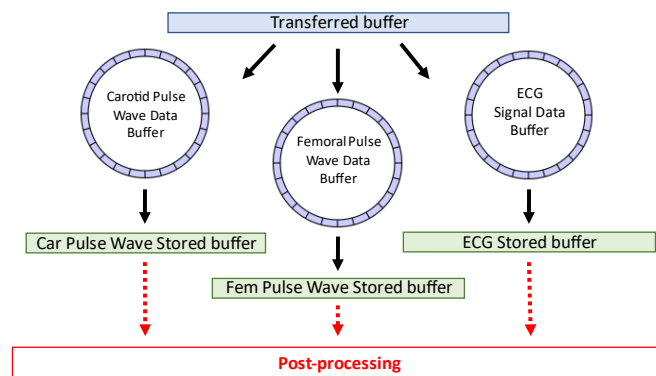 Transferred buffer
Carotid Pulse
Wave Data
Buffer
Femoral Pulse
Wave Data
Buffer
ECG
Signal Data
Buffer
Car Pulse Wave Stored buffer
Fem Pulse Wave Stored buffer
ECG Stored buffer
Post-processing